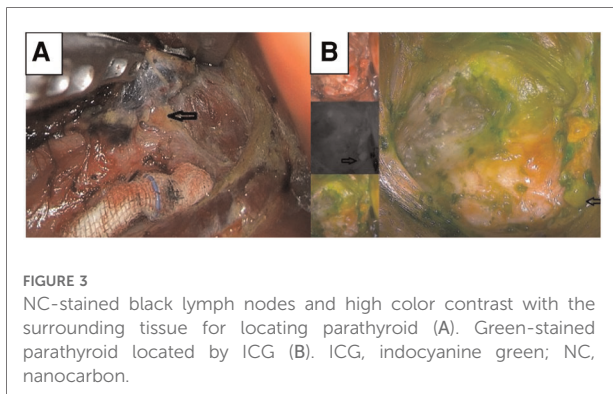 A
B
FIGURE 3
NC-stained black lymph nodes and high color contrast with the
surrounding tissue for locating parathyroid (A). Green-stained
parathyroid located by ICG (B). ICG, indocyanine green; NC,
nanocarbon.